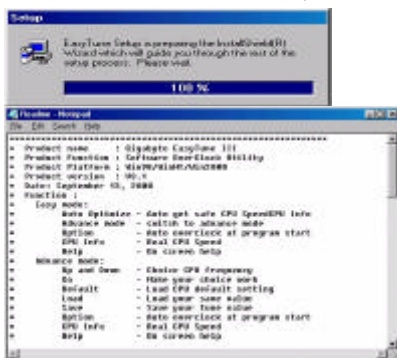 Setup
EasyTune Setup is preparing the InstallShield(R)
Wizard which will guide you through the rest of the
setup process. Please wait.
100 %
Readme - Notepad
File Edit Search Help
* Product name : Gigabyte EasyTune III
* Product Function : Software OverClock Utility
* Product Platform :
* Product version :
* Date: September 2000
* Function :
* Easy mode:
* Auto Optimize - Auto get safe CPU Speed
* Advance mode - switch to advance mode
* Option - Auto overclock at program start
* CPU Info - Real CPU Speed
* Help - On screen help
* Advance mode:
* Up and Down - Choice CPU frequency
* Go - Make your choice work
* Default - Load CPU default setting
* Load - Load your save value
* Save - Save your tune value
* Option - Auto overclock at program start
* CPU Info - Real CPU Speed
* Help - On screen help